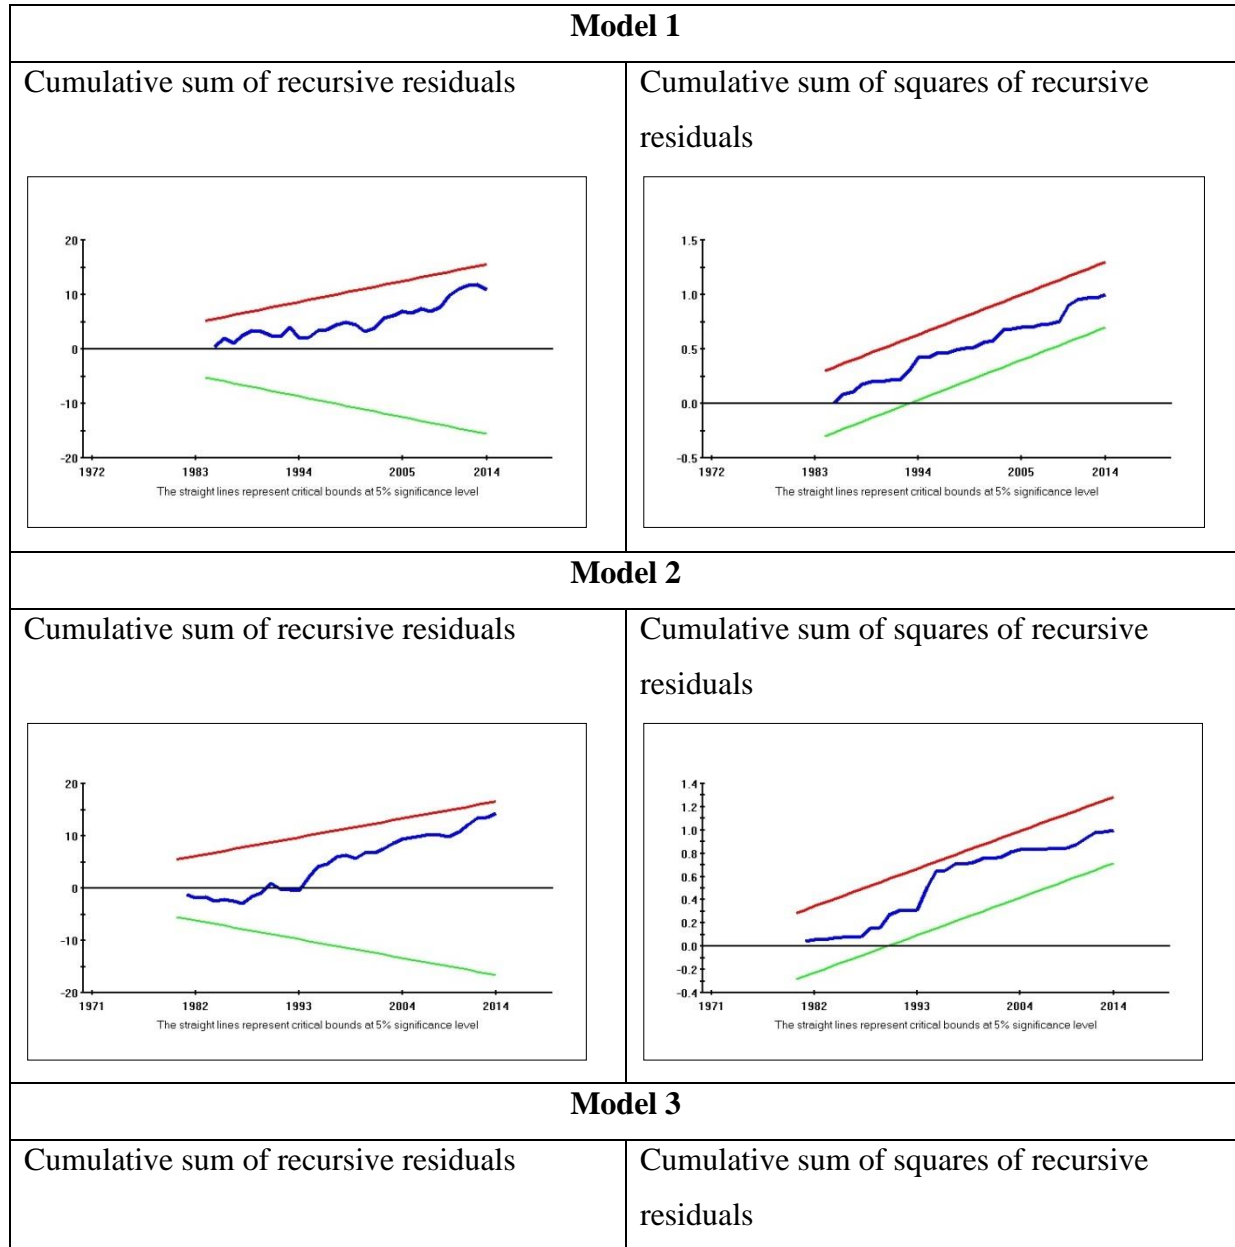 Model 1
Cumulative sum of recursive residuals
Cumulative sum of squares of recursive
residuals
20
10
0
-10
-20
1972
1983
1994
2005
2014
The straight lines represent critical bounds at 5% significance level
1.5
1.0
0.5
0.0
-0.5
1972
1983
1994
2005
2014
The straight lines represent critical bounds at 5% significance level
Model 2
Cumulative sum of recursive residuals
Cumulative sum of squares of recursive
residuals
20
10
0
-10
-20
1971
1982
1993
2004
2014
The straight lines represent critical bounds at 5% significance level
1.4
1.2
1.0
0.8
0.6
0.4
0.2
0.0
-0.2
-0.4
1971
1982
1993
2004
2014
The straight lines represent critical bounds at 5% significance level
Model 3
Cumulative sum of recursive residuals
Cumulative sum of squares of recursive
residuals